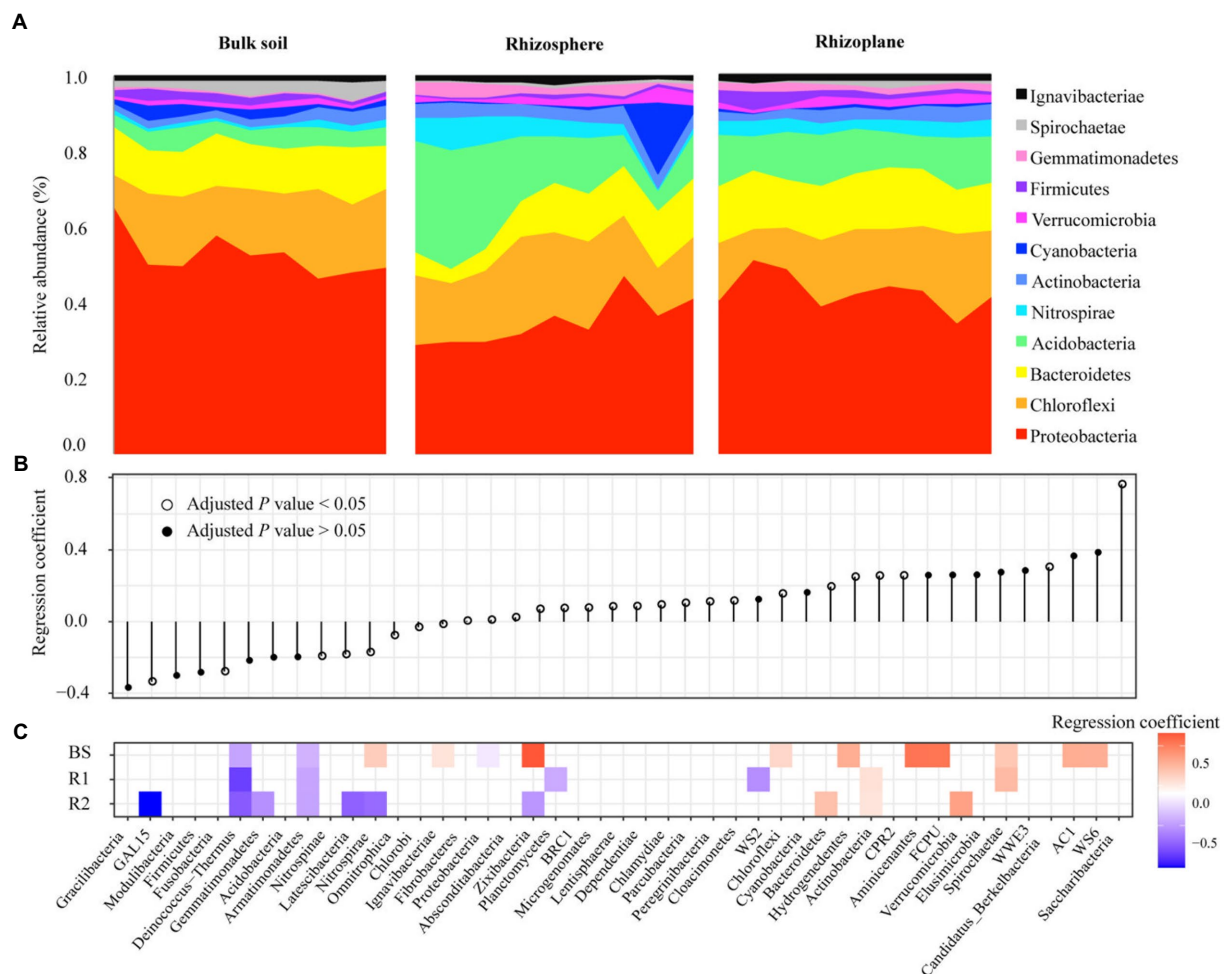 A
Bulk soil
Rhizosphere
Rhizoplane
Relative abundance (%)
1.0
0.8
0.6
0.4
0.2
0.0
Ignavibacteriae
Spirochaetae
Gemmatimonadetes
Firmicutes
Verrucomicrobia
Cyanobacteria
Actinobacteria
Nitrospirae
Acidobacteria
Bacteroidetes
Chloroflexi
Proteobacteria
B
Regression coefficient
0.8
0.4
0.0
−0.4
Adjusted P value < 0.05
Adjusted P value > 0.05
C
BS
R1
R2
Regression coefficient
0.5
0.0
−0.5
Gracilibacteria
GAL15
Modulibacteria
Firmicutes
Fusobacteria
Deinococcus−Thermus
Gemmatimonadetes
Acidobacteria
Armatimonadetes
Nitrospinae
Latescibacteria
Nitrospirae
Omnitrophica
Chlorobi
Ignavibacteriae
Fibrobacteres
Proteobacteria
Absconditabacteria
Zixibacteria
Planctomycetes
BRC1
Microgenomates
Lentisphaerae
Dependentiae
Chlamydiae
Parcubacteria
Peregrinibacteria
Cloacimonetes
WS2
Chloroflexi
Cyanobacteria
Bacteroidetes
Hydrogenedentes
Actinobacteria
CPR2
Aminicenantes
FCPU
Verrucomicrobia
Elusimicrobia
Spirochaetae
WWE3
Candidatus_Berkelbacteria
AC1
WS6
Saccharibacteria